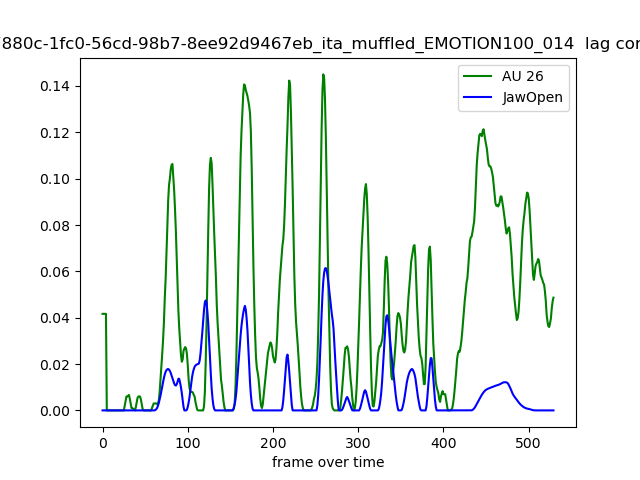 880c-1fc0-56cd-98b7-8ee92d9467eb_ita_muffled_EMOTION100_014 lag
AU 26
JawOpen
0.14
0.12
0.10
0.08
0.06
0.04
0.02
0.00
0 100 200 300 400 500
frame over time